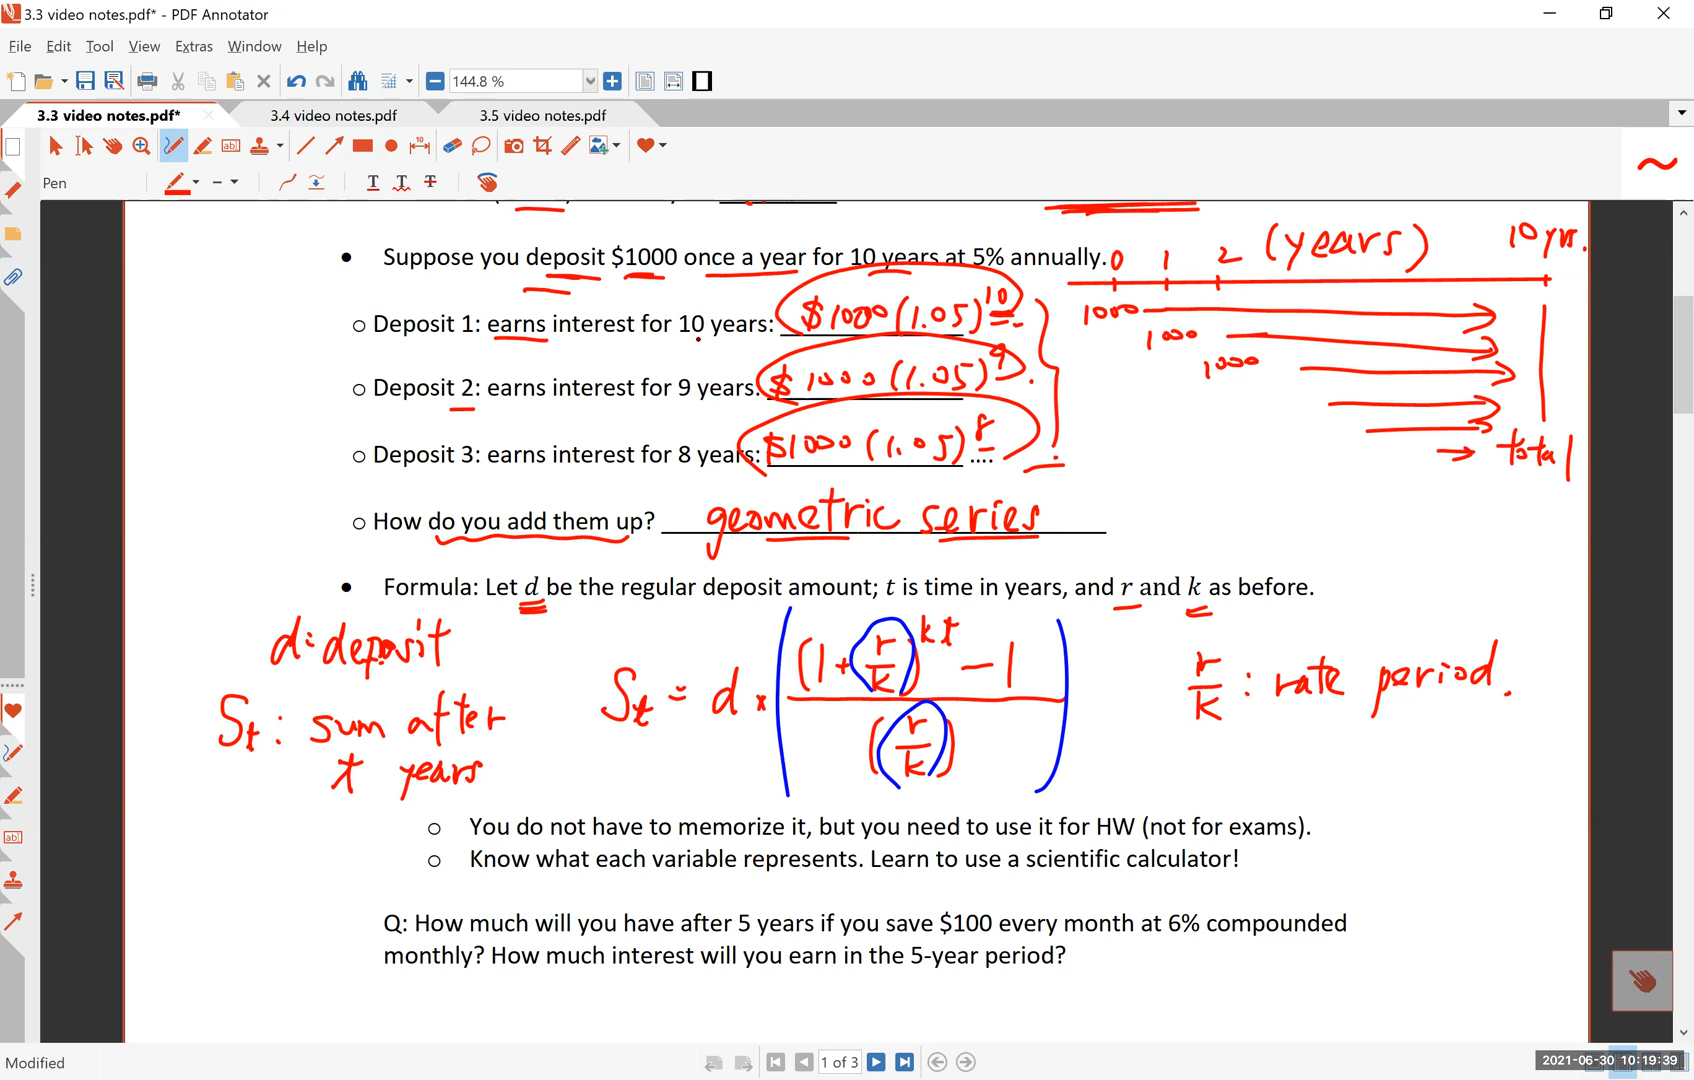 3.3 video notes.pdf* - PDF Annotator
File Edit Tool View Extras Window Help
144.8 %
3.3 video notes.pdf* 3.4 video notes.pdf 3.5 video notes.pdf
Pen
• Suppose you deposit $1000 once a year for 10 years at 5% annually.
0 1 2 (years) 10 yrs.
o Deposit 1: earns interest for 10 years: $1000(1.05)^10
1000
1000
1000
o Deposit 2: earns interest for 9 years: $1000(1.05)^9
o Deposit 3: earns interest for 8 years: $1000(1.05)^8 ....
total
o How do you add them up? geometric series
• Formula: Let d be the regular deposit amount; t is time in years, and r and k as before.
d: deposit
S_t: sum after
t years
S_t = d × (((1 + r/k)^kt − 1) / (r/k))
r/k : rate period.
o You do not have to memorize it, but you need to use it for HW (not for exams).
o Know what each variable represents. Learn to use a scientific calculator!
Q: How much will you have after 5 years if you save $100 every month at 6% compounded
monthly? How much interest will you earn in the 5-year period?
Modified
1 of 3
2021-06-30 10:19:39